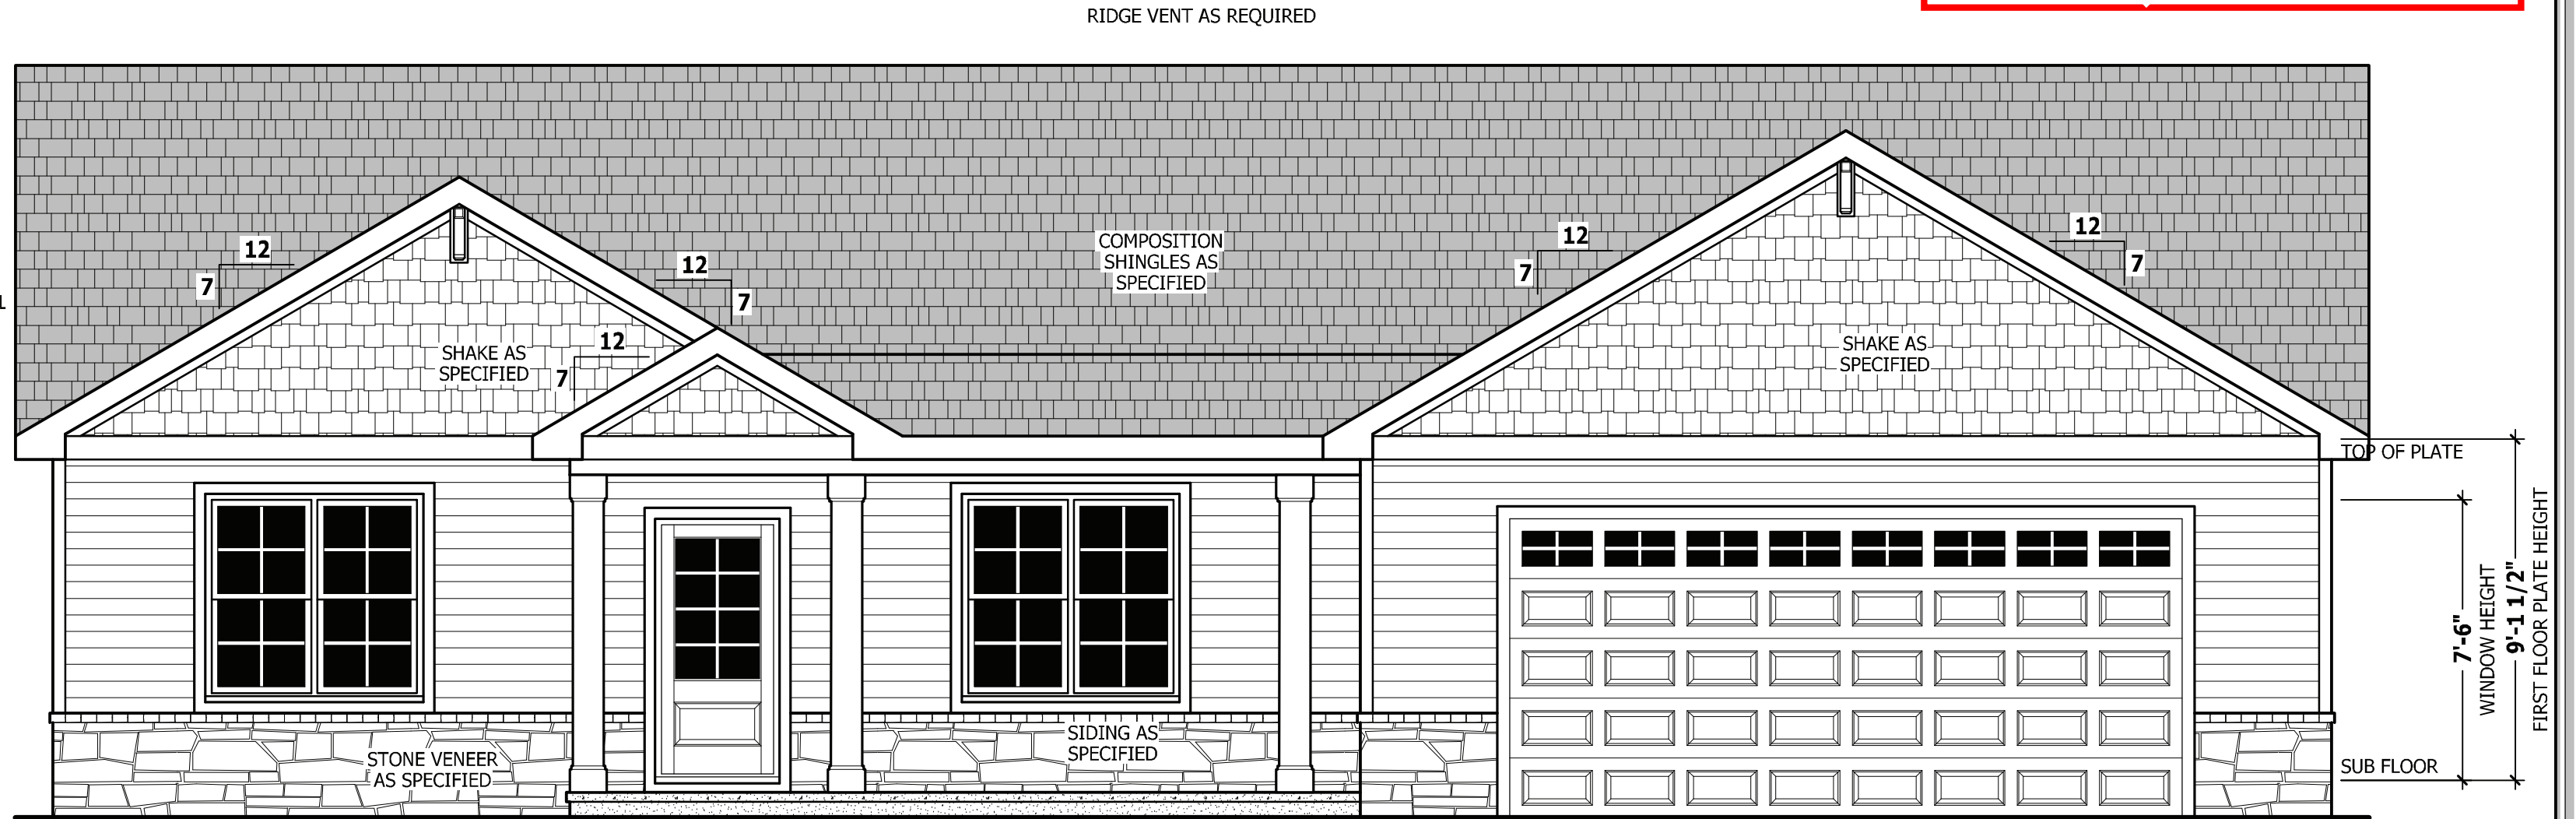 RIDGE VENT AS REQUIRED
12
7
12
7
12
7
12
7
12
7
COMPOSITION
SHINGLES AS
SPECIFIED
SHAKE AS
SPECIFIED
SHAKE AS
SPECIFIED
TOP OF PLATE
7'-6"
WINDOW HEIGHT
9'-1 1/2"
FIRST FLOOR PLATE HEIGHT
STONE VENEER
AS SPECIFIED
SIDING AS
SPECIFIED
SUB FLOOR